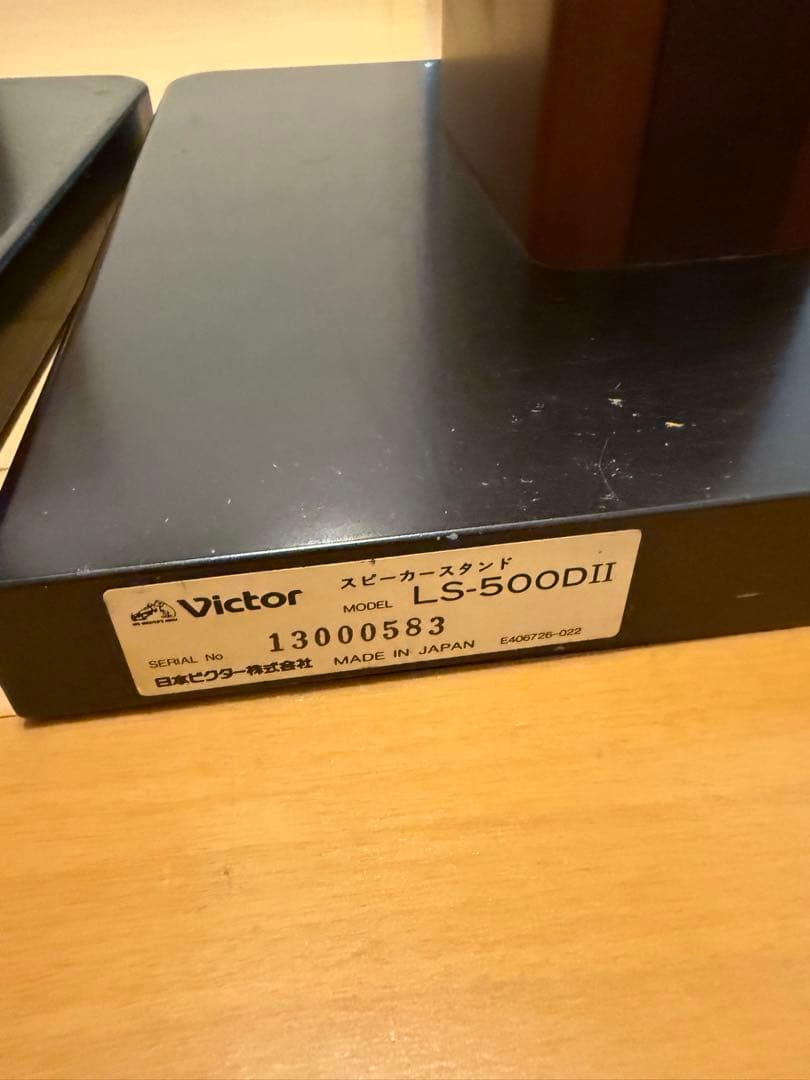 Victor スピーカースタンド
MODEL LS-500DII
SERIAL No 13000583
日本ビクター株式会社 MADE IN JAPAN E406726-022